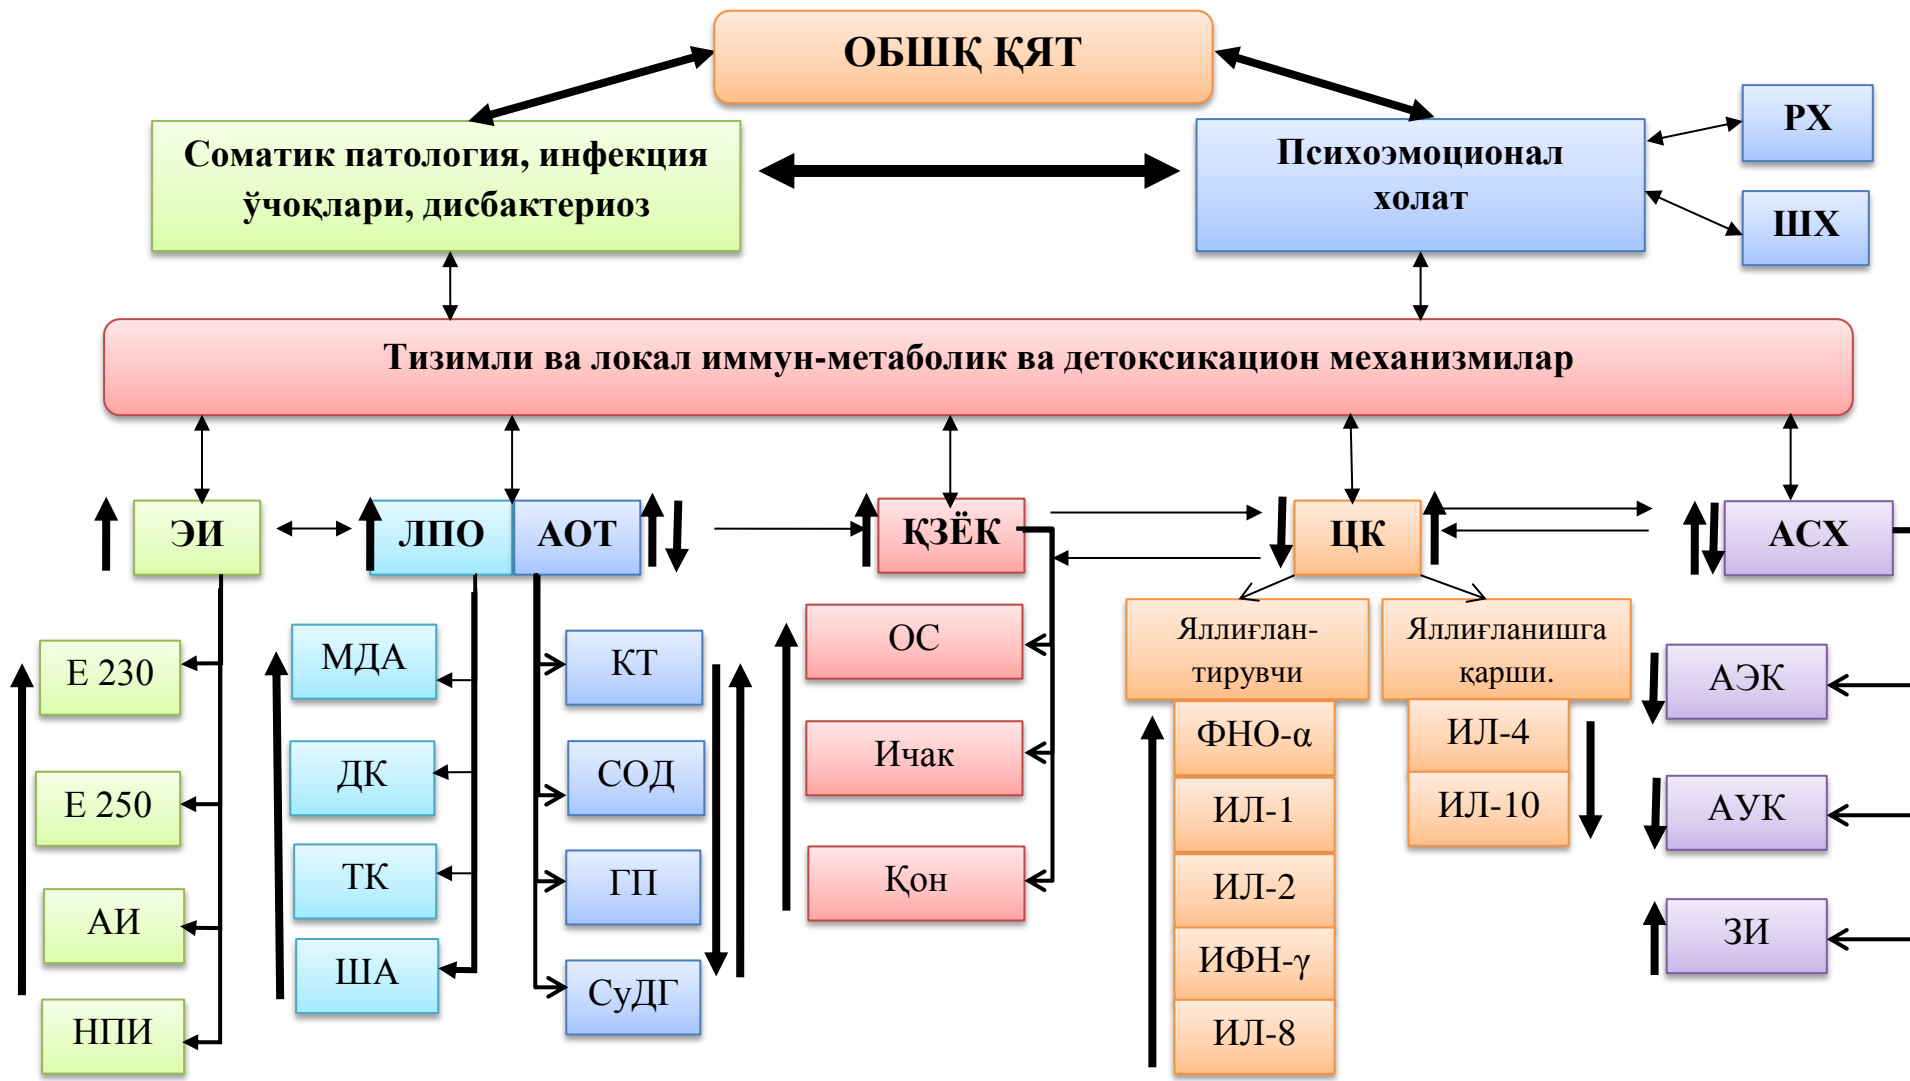 ОБШҚ ҚЯТ
РХ
Соматик патология, инфекция
ўчоқлари, дисбактериоз
Психоэмоционал
холат
ШХ
Тизимли ва локал иммун-метаболик ва детоксикацион механизмилар
ЭИ
ЛПО
АОТ
ҚЗЁК
ЦК
АСХ
Е 230
Е 250
АИ
НПИ
МДА
ДК
ТК
ША
КТ
СОД
ГП
СуДГ
ОС
Ичак
Қон
Яллиғлан-
тирувчи
ФНО-α
ИЛ-1
ИЛ-2
ИФН-γ
ИЛ-8
Яллиғланишга
қарши.
ИЛ-4
ИЛ-10
АЭК
АУК
ЗИ